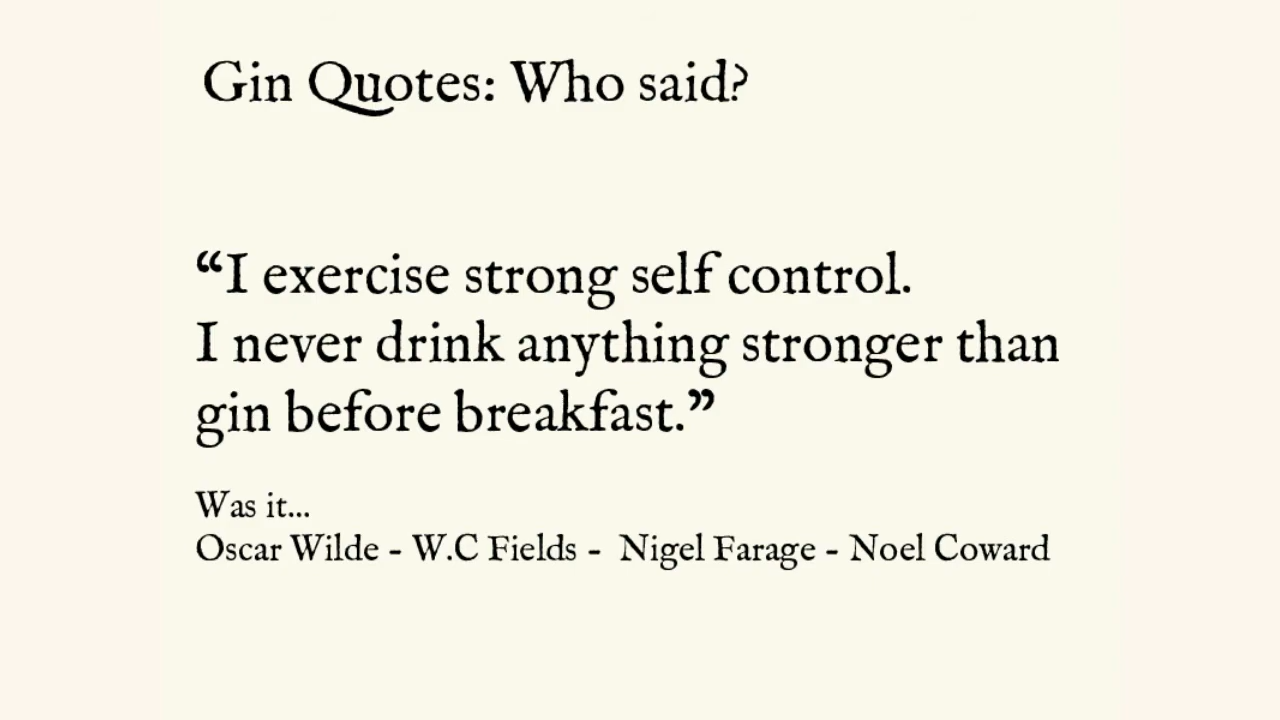 Gin Quotes: Who said?
“I exercise strong self control.
I never drink anything stronger than
gin before breakfast.”
Was it...
Oscar Wilde - W.C Fields -  Nigel Farage - Noel Coward